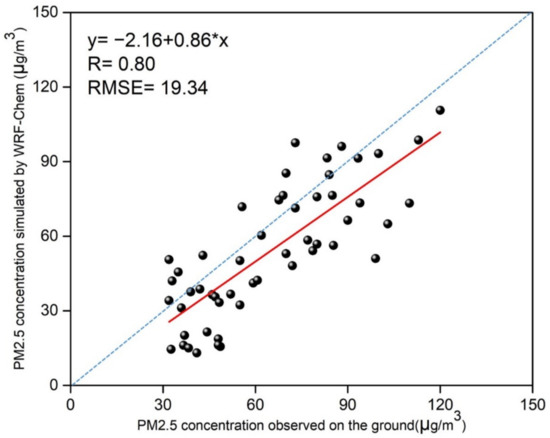 y= −2.16+0.86*x
R= 0.80
RMSE= 19.34
PM2.5 concentration simulated by WRF-Chem (μg/m³)
150
120
90
60
30
0
0 30 60 90 120 150
PM2.5 concentration observed on the ground(μg/m³)